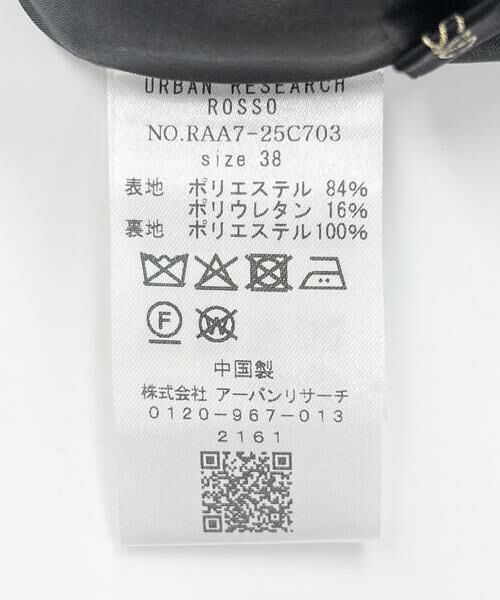 URBAN RESEARCH
ROSSO
NO.RAA7-25C703
size 38
表地 ポリエステル 84%
ポリウレタン 16%
裏地 ポリエステル100%
F
W
中国製
株式会社 アーバンリサーチ
0120-967-013
2161